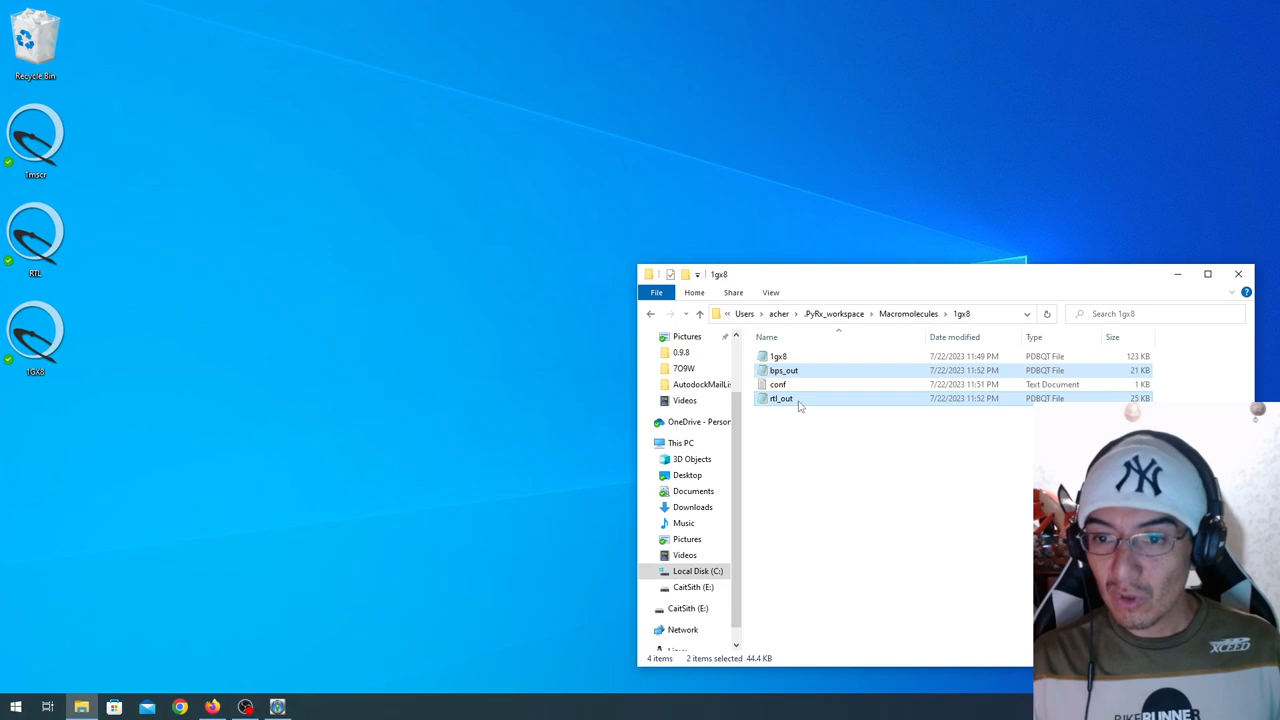 Recycle Bin
1mscr
RTL
1GX8
1gx8
File
Home
Share
View
Users
acher
.PyRx_workspace
Macromolecules
1gx8
Search 1gx8
Pictures
0.9.8
7O9W
AutodockMailLis
Videos
OneDrive - Person
This PC
3D Objects
Desktop
Documents
Downloads
Music
Pictures
Videos
Local Disk (C:)
CaitSith (E:)
CaitSith (E:)
Network
Name Date modified Type Size
1gx8 7/22/2023 11:49 PM PDBQT File 123 KB
bps_out 7/22/2023 11:52 PM PDBQT File 21 KB
conf 7/22/2023 11:51 PM Text Document 1 KB
rtl_out 7/22/2023 11:52 PM PDBQT File 25 KB
4 items 2 items selected 44.4 KB
NY
XCEED
BIKERUNNER